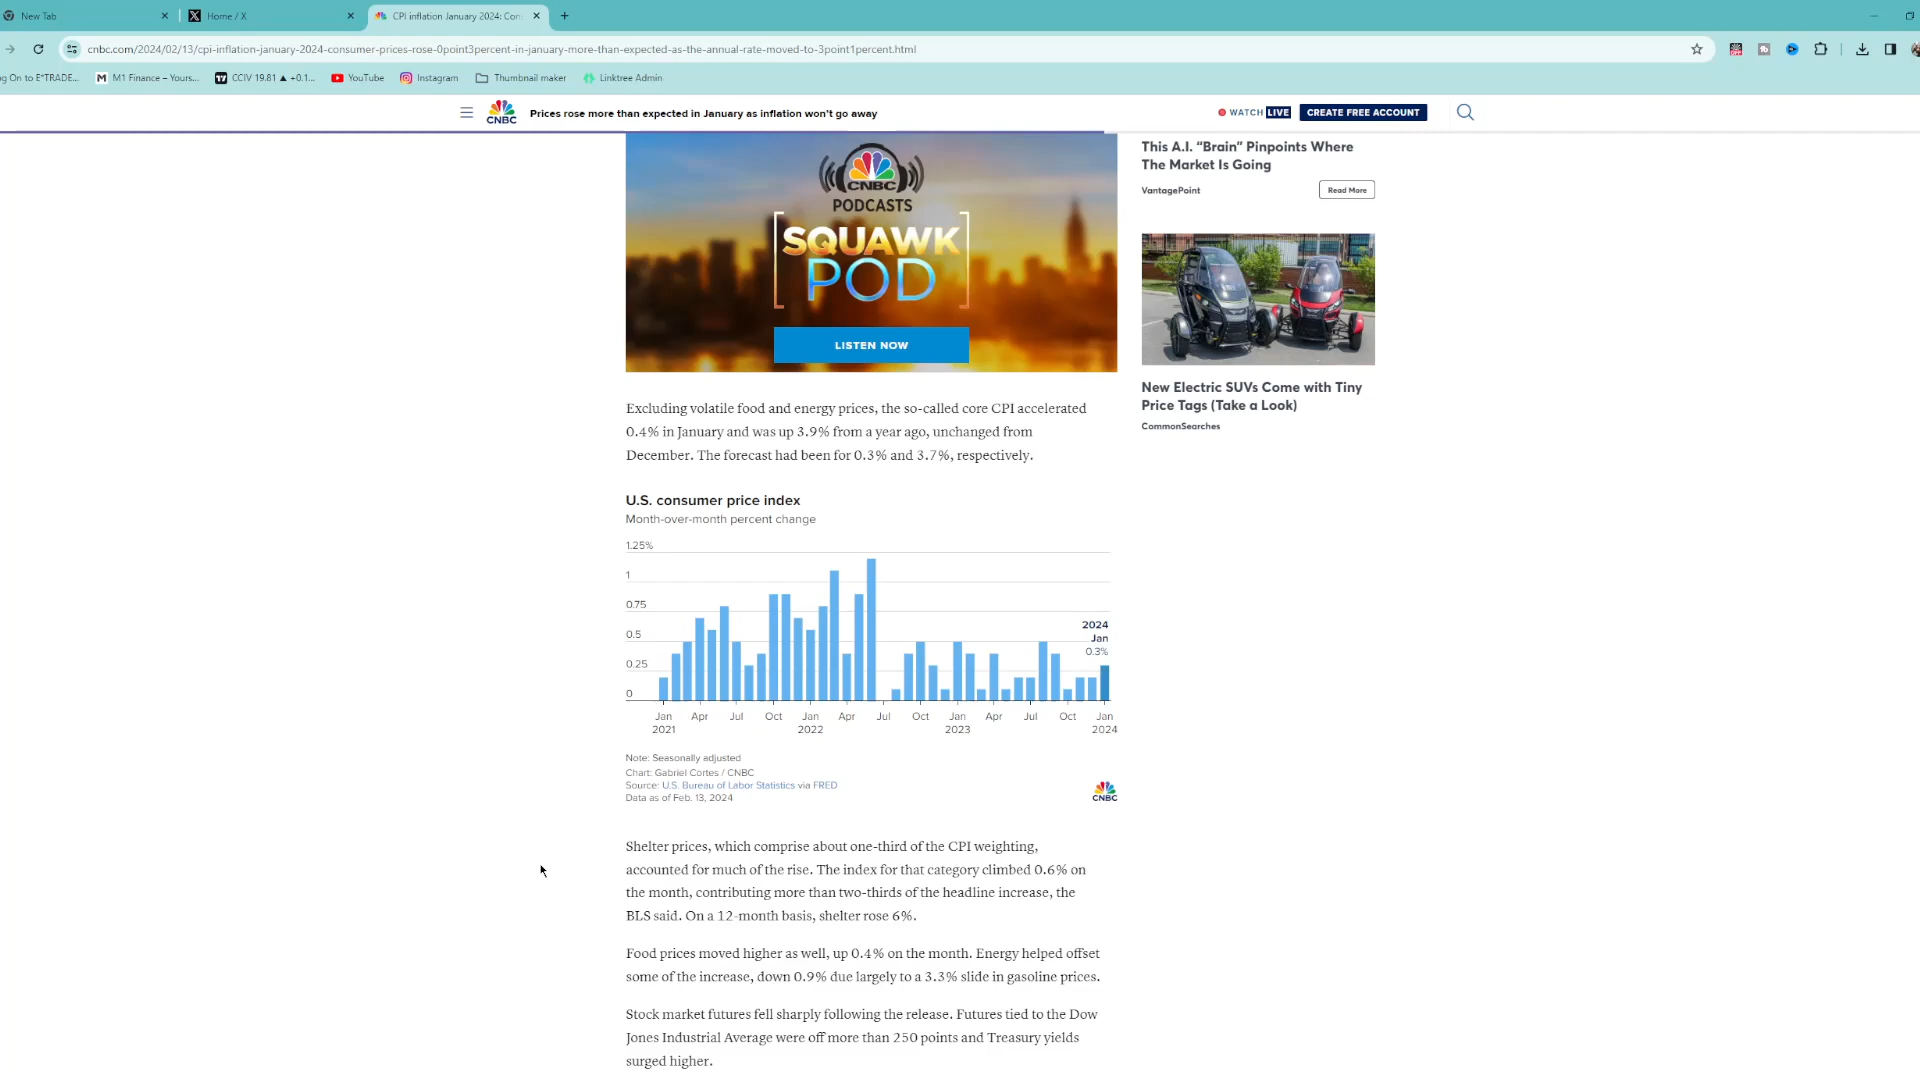 New Tab
Home / X
CPI inflation January 2024: Con
cnbc.com/2024/02/13/cpi-inflation-january-2024-consumer-prices-rose-0point3percent-in-january-more-than-expected-as-the-annual-rate-moved-to-3point1percent.html
g On to E*TRADE...
M1 Finance – Yours...
CCIV 19.81 ▲ +0.1...
YouTube
Instagram
Thumbnail maker
Linktree Admin
CNBC
Prices rose more than expected in January as inflation won't go away
WATCH LIVE
CREATE FREE ACCOUNT
CNBC
PODCASTS
SQUAWK
POD
LISTEN NOW
This A.I. “Brain” Pinpoints Where
The Market Is Going
VantagePoint
Read More
New Electric SUVs Come with Tiny
Price Tags (Take a Look)
CommonSearches
Excluding volatile food and energy prices, the so-called core CPI accelerated
0.4% in January and was up 3.9% from a year ago, unchanged from
December. The forecast had been for 0.3% and 3.7%, respectively.
U.S. consumer price index
Month-over-month percent change
1.25%
1
0.75
0.5
0.25
0
2024
Jan
0.3%
Jan Apr Jul Oct Jan Apr Jul Oct Jan Apr Jul Oct Jan
2021 2022 2023 2024
Note: Seasonally adjusted
Chart: Gabriel Cortes / CNBC
Source: U.S. Bureau of Labor Statistics via FRED
Data as of Feb. 13, 2024
CNBC
Shelter prices, which comprise about one-third of the CPI weighting,
accounted for much of the rise. The index for that category climbed 0.6% on
the month, contributing more than two-thirds of the headline increase, the
BLS said. On a 12-month basis, shelter rose 6%.
Food prices moved higher as well, up 0.4% on the month. Energy helped offset
some of the increase, down 0.9% due largely to a 3.3% slide in gasoline prices.
Stock market futures fell sharply following the release. Futures tied to the Dow
Jones Industrial Average were off more than 250 points and Treasury yields
surged higher.